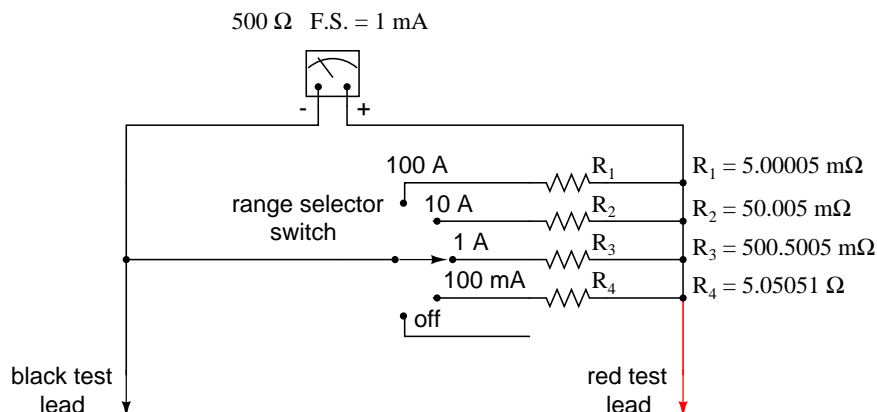 500 Ω F.S. = 1 mA
- +
100 A R1 R1 = 5.00005 mΩ
range selector
switch
10 A R2 R2 = 50.005 mΩ
1 A R3 R3 = 500.5005 mΩ
100 mA R4 R4 = 5.05051 Ω
off
black test
lead
red test
lead